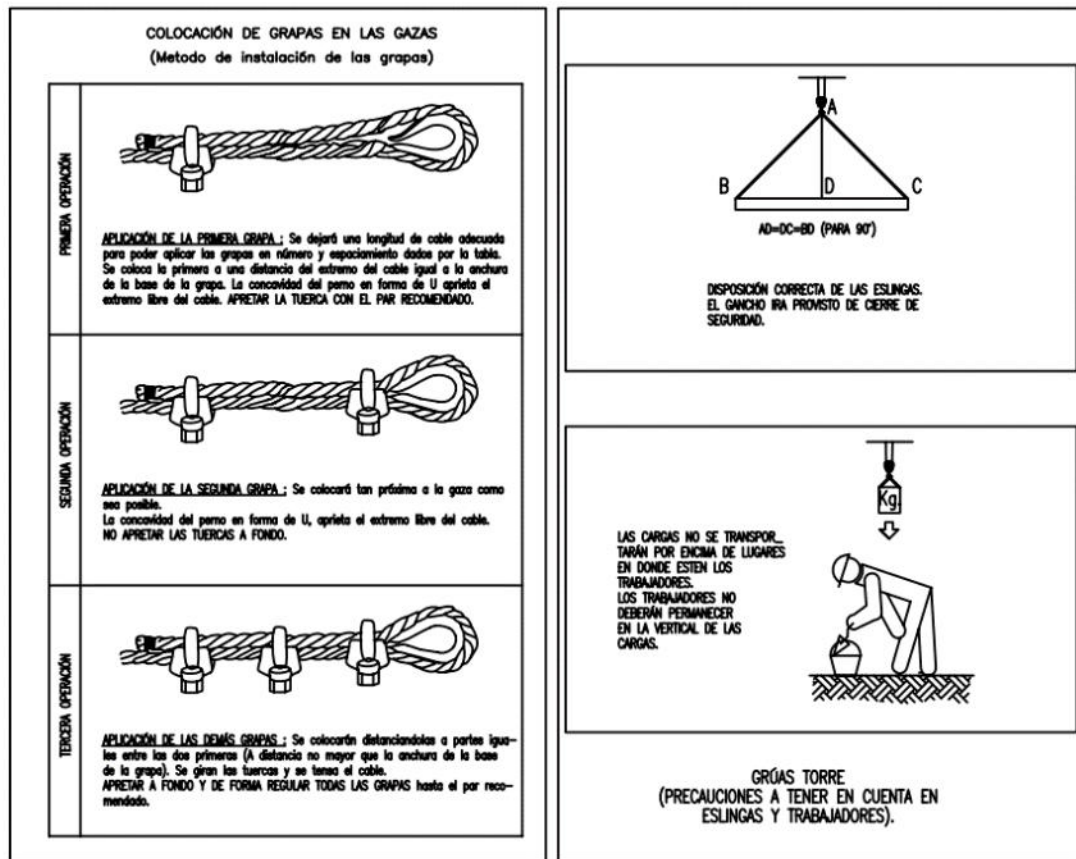 COLOCACIÓN DE GRAPAS EN LAS GAZAS
(Metodo de instalación de las grapas)
PRIMERA OPERACIÓN
APLICACIÓN DE LA PRIMERA GRAPA : Se dejará una longitud de cable adecuada
para poder aplicar las grapas en número y espaciamiento dados por la tabla.
Se coloca la primera a una distancia del extremo del cable igual a la anchura
de la base de la grapa. La concavidad del perno en forma de U aprieta el
extremo libre del cable. APRETAR LA TUERCA CON EL PAR RECOMENDADO.
SEGUNDA OPERACIÓN
APLICACIÓN DE LA SEGUNDA GRAPA : Se colocará tan próxima a la gaza como
sea posible.
La concavidad del perno en forma de U, aprieta el extremo libre del cable.
NO APRETAR LAS TUERCAS A FONDO.
TERCERA OPERACIÓN
APLICACIÓN DE LAS DEMÁS GRAPAS : Se colocarán distanciandolas a partes igua-
les entre las dos primeras (A distancia no mayor que la anchura de la base
de la grapa). Se giran las tuercas y se tensa el cable.
APRETAR A FONDO Y DE FORMA REGULAR TODAS LAS GRAPAS hasta el par reco-
mendado.
A
B D C
AD=DC=BD (PARA 90°)
DISPOSICIÓN CORRECTA DE LAS ESLINGAS.
EL GANCHO IRA PROVISTO DE CIERRE DE
SEGURIDAD.
Kg.
LAS CARGAS NO SE TRANSPOR_
TARÁN POR ENCIMA DE LUGARES
EN DONDE ESTEN LOS
TRABAJADORES.
LOS TRABAJADORES NO
DEBERÁN PERMANECER
EN LA VERTICAL DE LAS
CARGAS.
GRÚAS TORRE
(PRECAUCIONES A TENER EN CUENTA EN
ESLINGAS Y TRABAJADORES).